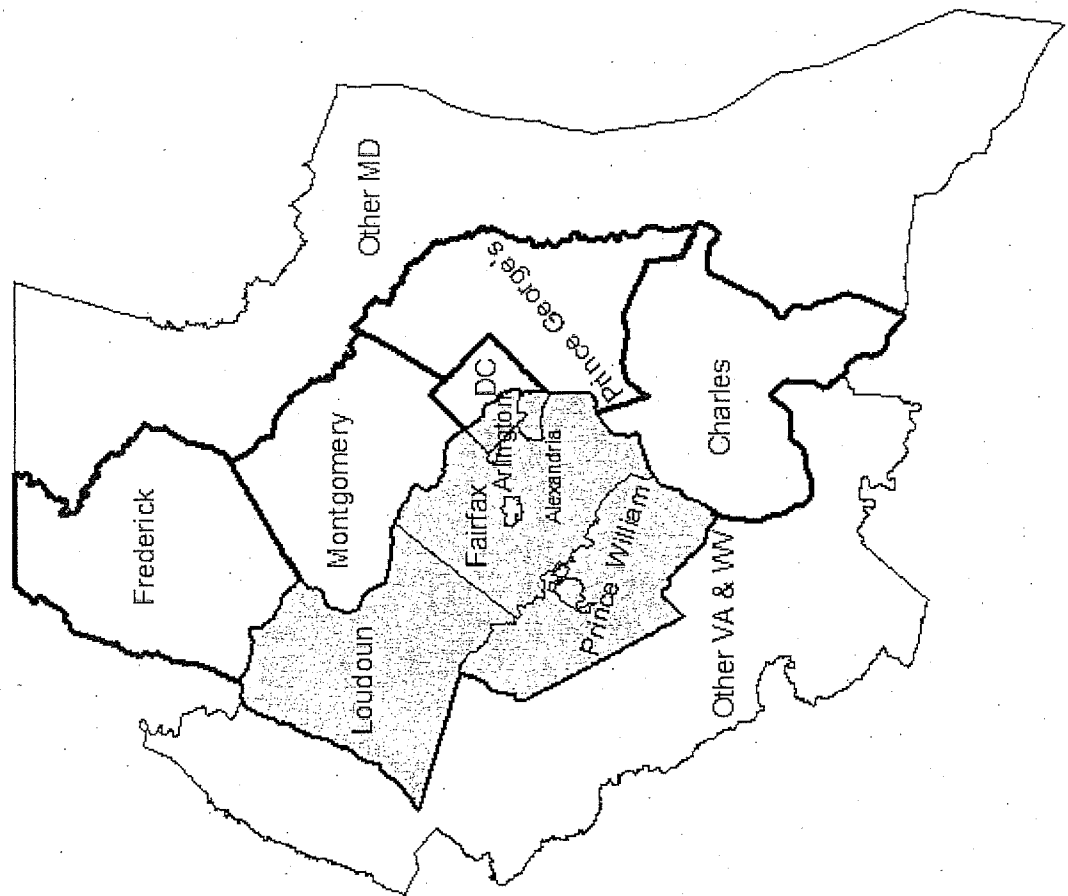 Frederick
Montgomery
Other MD
Loudoun
Fairfax
Arlington
DC
Alexandria
Prince George's
Prince William
Charles
Other VA & WV